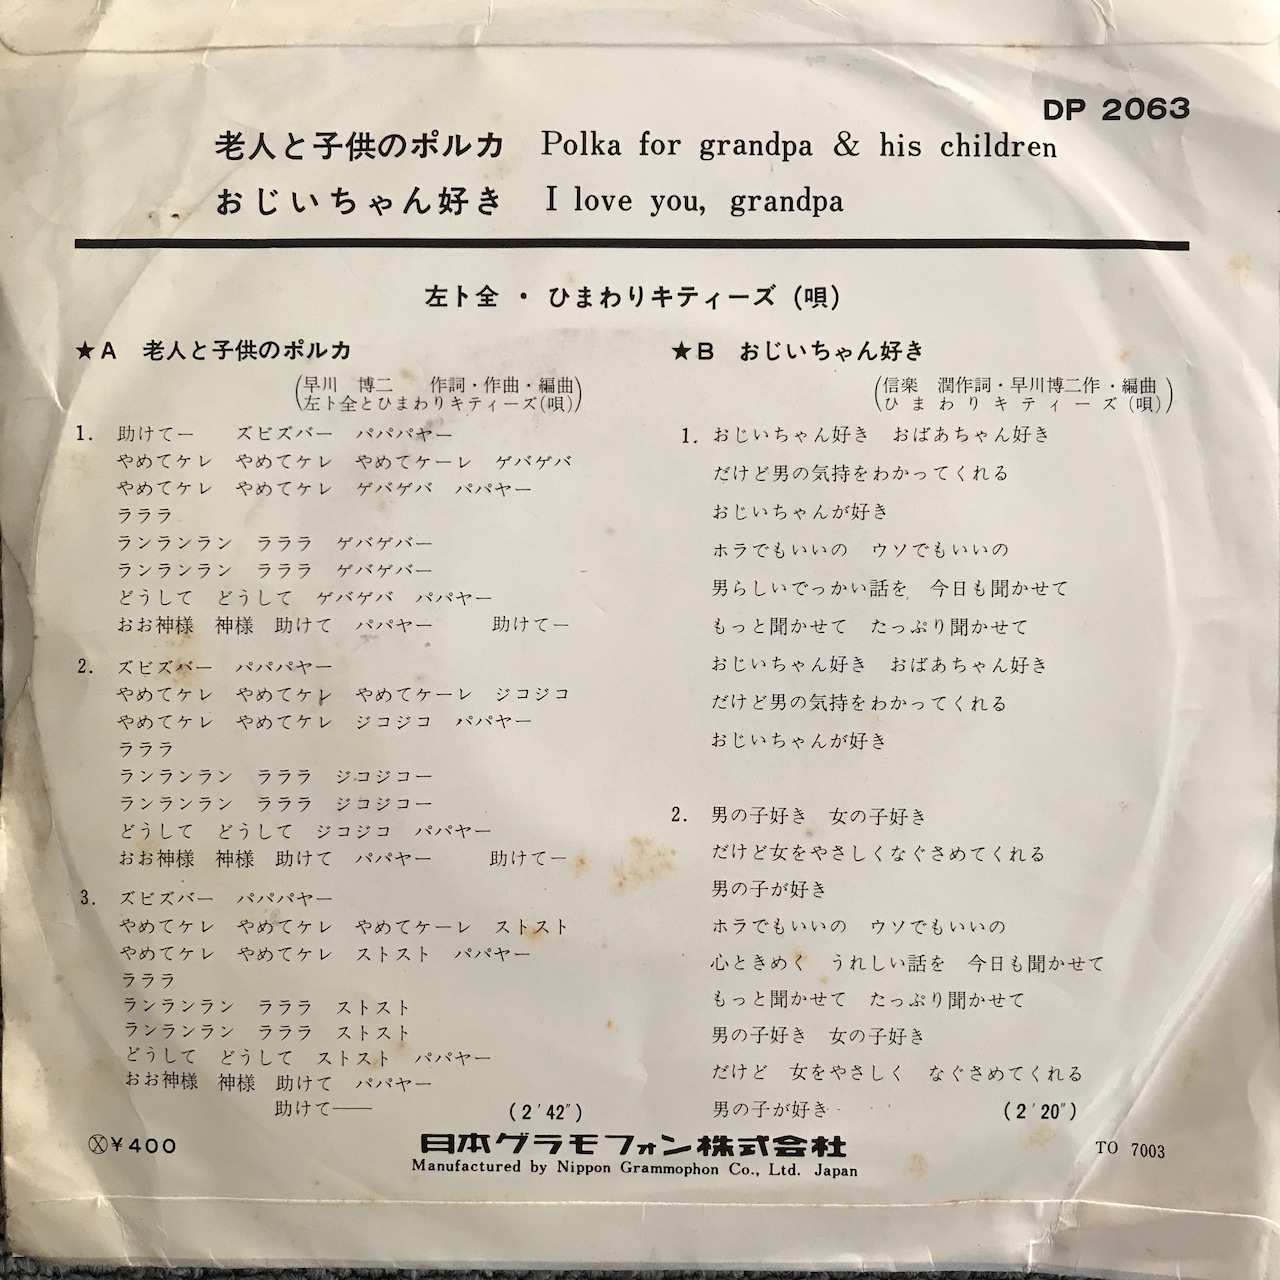 DP 2063
老人と子供のポルカ Polka for grandpa & his children
おじいちゃん好き I love you, grandpa
左卜全・ひまわりキティーズ(唄)
★A 老人と子供のポルカ
(早川 博二 作詞・作曲・編曲
左卜全とひまわりキティーズ(唄))
1. 助けてー ズビズバー パパパヤー
やめてケレ やめてケレ やめてケーレ ゲバゲバ
やめてケレ やめてケレ ゲバゲバ パパヤー
ラララ
ランランラン ラララ ゲバゲバー
ランランラン ラララ ゲバゲバー
どうして どうして ゲバゲバ パパヤー
おお神様 神様 助けて パパヤー 助けてー
2. ズビズバー パパパヤー
やめてケレ やめてケレ やめてケーレ ジコジコ
やめてケレ やめてケレ ジコジコ パパヤー
ラララ
ランランラン ラララ ジコジコー
ランランラン ラララ ジコジコー
どうして どうして ジコジコ パパヤー
おお神様 神様 助けて パパヤー 助けてー
3. ズビズバー パパパヤー
やめてケレ やめてケレ やめてケーレ ストスト
やめてケレ やめてケレ ストスト パパヤー
ラララ
ランランラン ラララ ストスト
ランランラン ラララ ストスト
どうして どうして ストスト パパヤー
おお神様 神様 助けて パパヤー
助けて── (2′42″)
★B おじいちゃん好き
(信楽 潤作詞・早川博二作・編曲
ひまわりキティーズ(唄))
1. おじいちゃん好き おばあちゃん好き
だけど男の気持をわかってくれる
おじいちゃんが好き
ホラでもいいの ウソでもいいの
男らしいでっかい話を 今日も聞かせて
もっと聞かせて たっぷり聞かせて
おじいちゃん好き おばあちゃん好き
だけど男の気持をわかってくれる
おじいちゃんが好き
2. 男の子好き 女の子好き
だけど女をやさしくなぐさめてくれる
男の子が好き
ホラでもいいの ウソでもいいの
心ときめく うれしい話を 今日も聞かせて
もっと聞かせて たっぷり聞かせて
男の子好き 女の子好き
だけど 女をやさしく なぐさめてくれる
男の子が好き (2′20″)
Ⓧ¥400
日本グラモフォン株式会社
Manufactured by Nippon Grammophon Co., Ltd. Japan
TO 7003